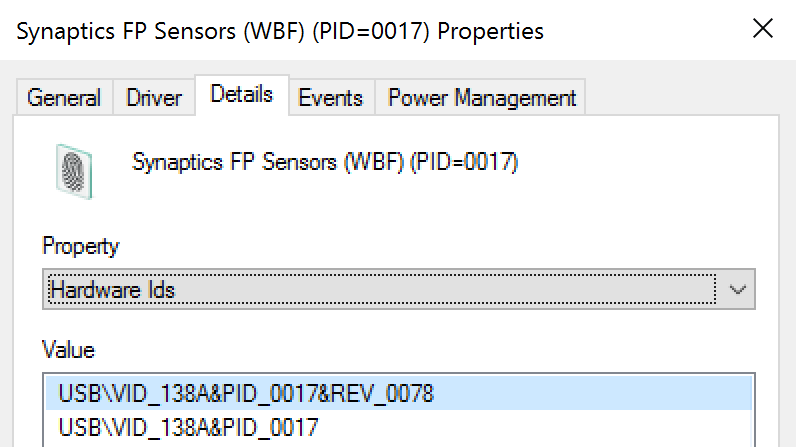 Synaptics FP Sensors (WBF) (PID=0017) Properties
General Driver Details Events Power Management
Synaptics FP Sensors (WBF) (PID=0017)
Property
Hardware Ids
Value
USB\VID_138A&PID_0017&REV_0078
USB\VID_138A&PID_0017